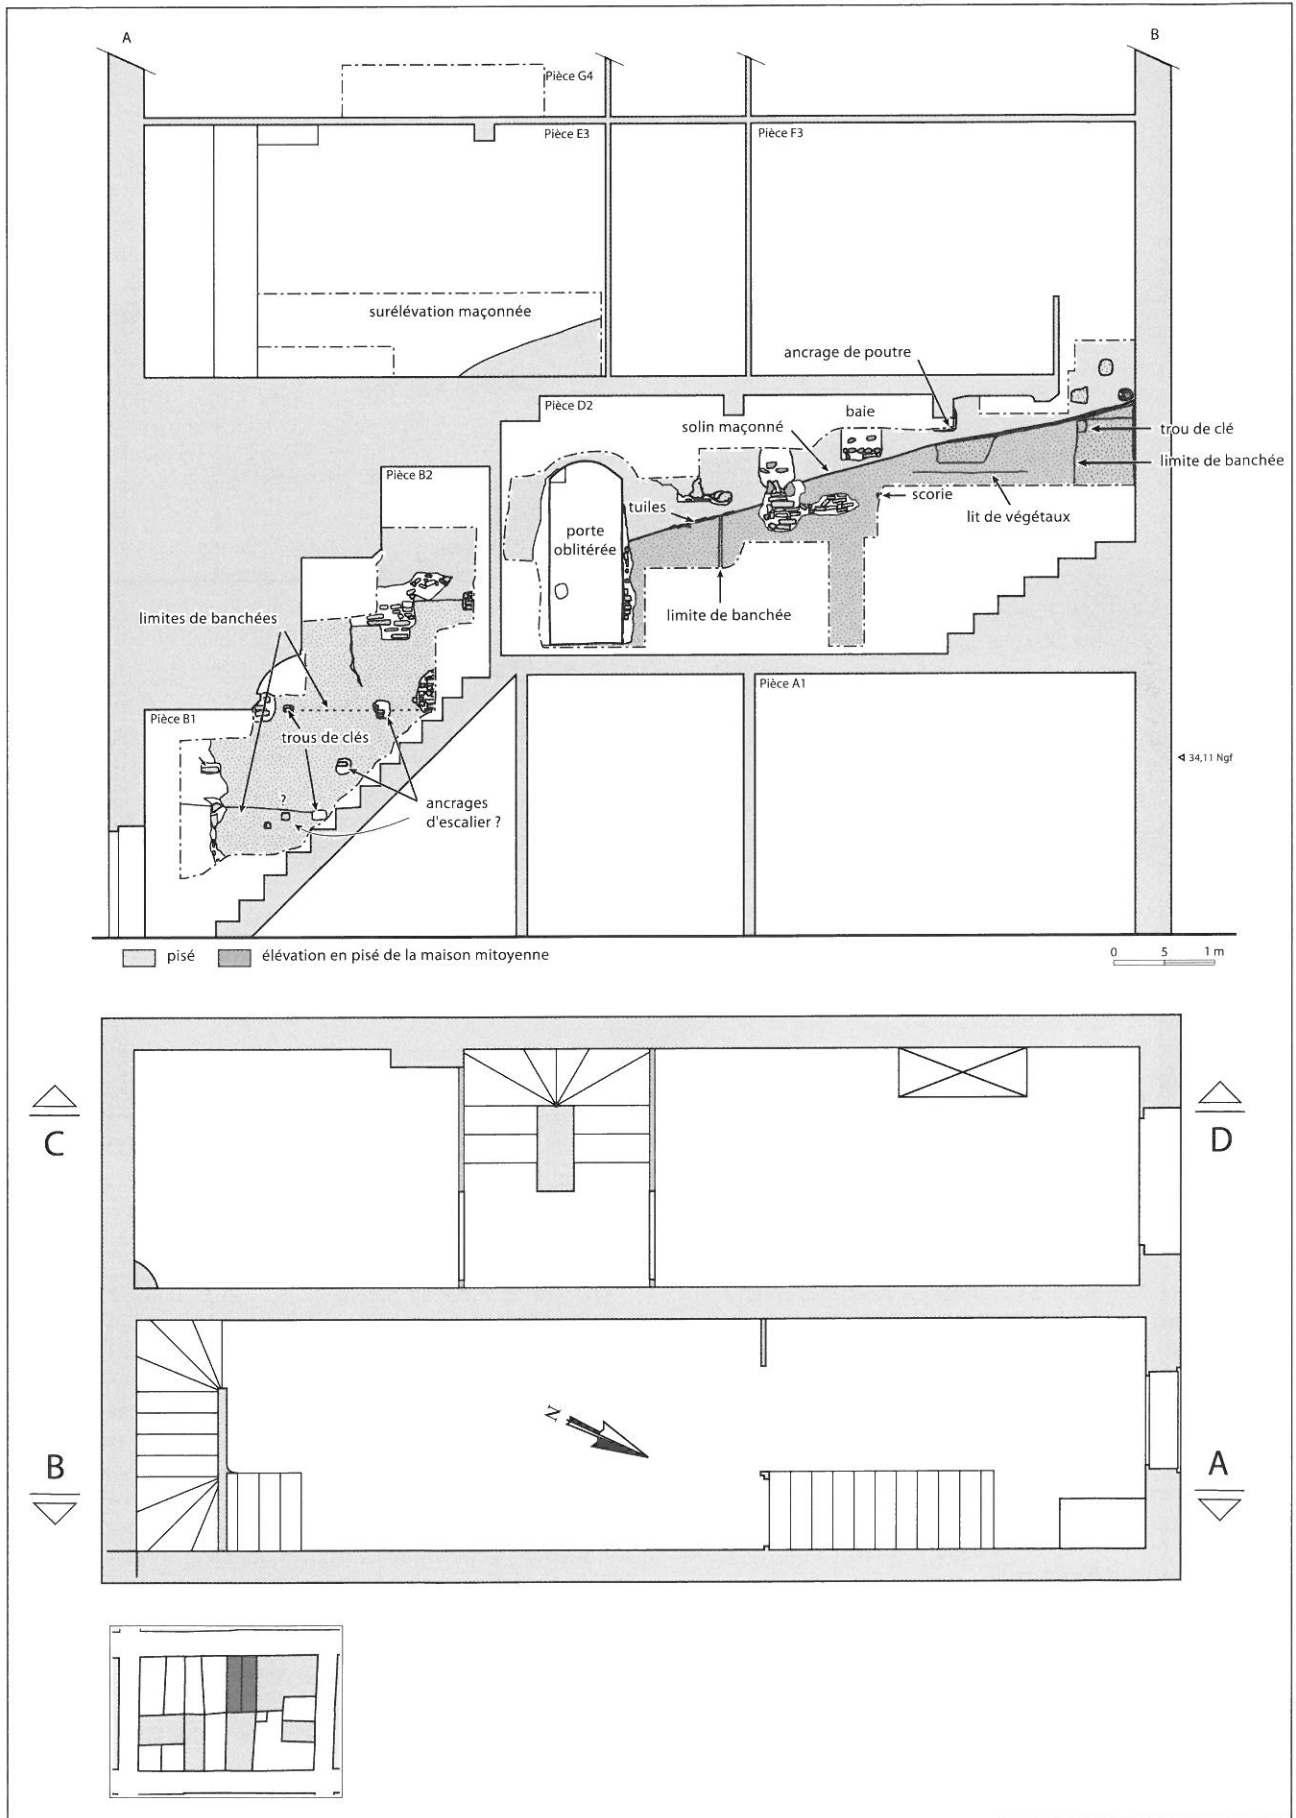 A
B
Pièce G4
Pièce E3
Pièce F3
surélévation maçonnée
ancrage de poutre
Pièce D2
baie
solin maçonné
trou de clé
limite de banchée
Pièce B2
scorie
tuiles
lit de végétaux
porte
oblitérée
limites de banchées
limite de banchée
Pièce A1
Pièce B1
trous de clés
34,11 Ngf
?
ancrages
d'escalier ?
pisé
élévation en pisé de la maison mitoyenne
0 5 1 m
C
D
N
B
A